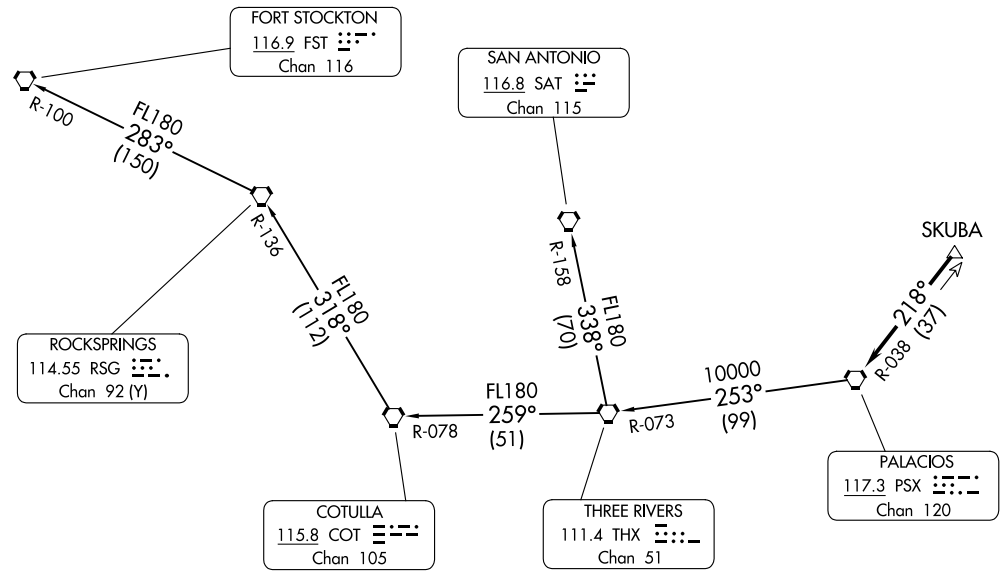 FORT STOCKTON
116.9 FST
Chan 116
SAN ANTONIO
116.8 SAT
Chan 115
R-100
FL180
283°
(150)
R-136
R-158
SKUBA
FL180
318°
(112)
FL180
338°
(70)
218°
(37)
R-038
ROCKSPRINGS
114.55 RSG
Chan 92 (Y)
10000
253°
(99)
R-073
FL180
259°
(51)
R-078
PALACIOS
117.3 PSX
Chan 120
COTULLA
115.8 COT
Chan 105
THREE RIVERS
111.4 THX
Chan 51